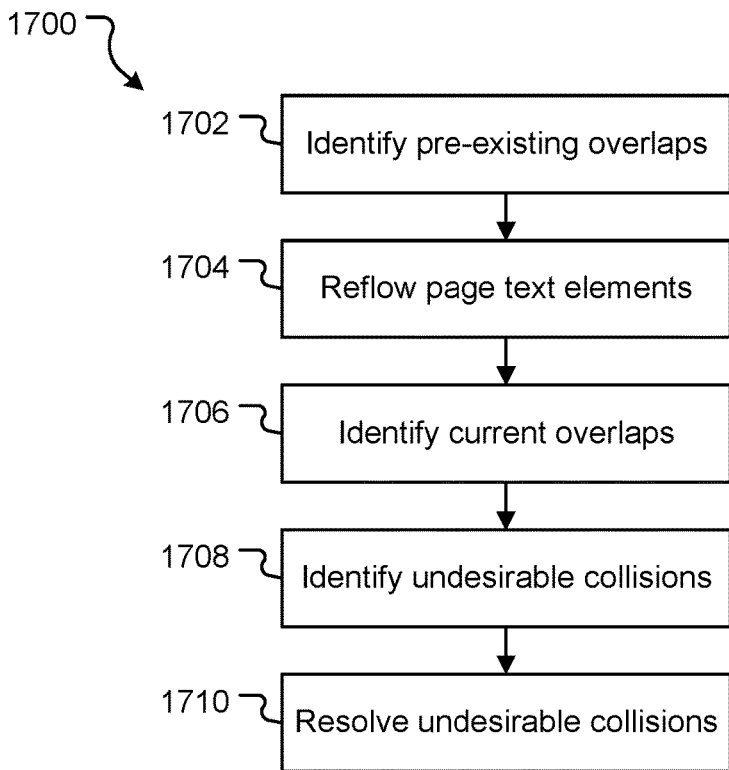 1700
1702
Identify pre-existing overlaps
1704
Reflow page text elements
1706
Identify current overlaps
1708
Identify undesirable collisions
1710
Resolve undesirable collisions